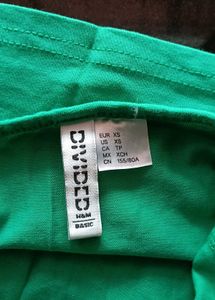 DIVIDED
H&M
BASIC
EUR XS
US XS
CA TP
MX XCH
CN 155/80A